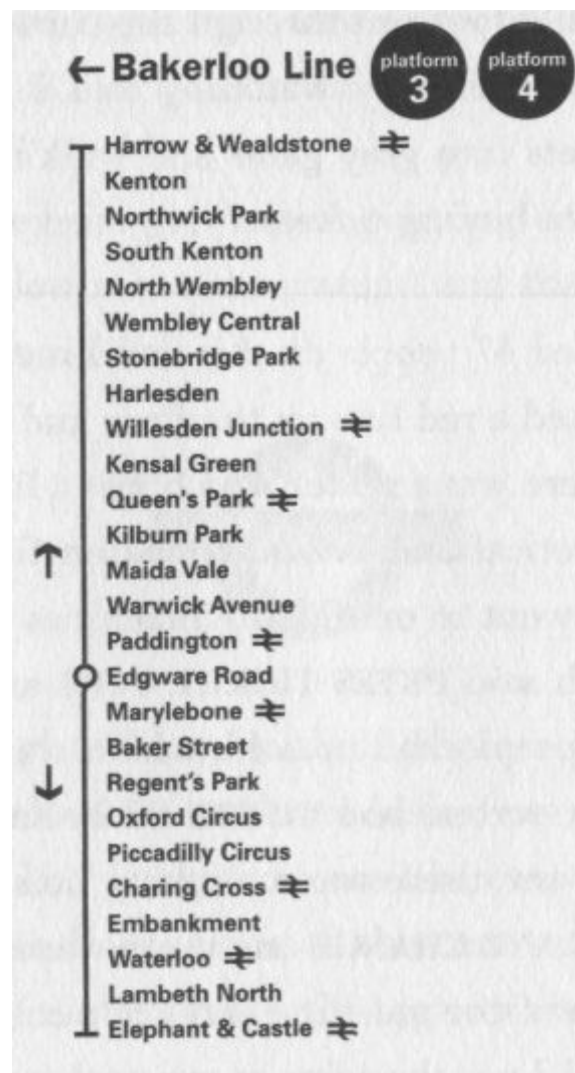 ← Bakerloo Line platform 3 platform 4
Harrow & Wealdstone
Kenton
Northwick Park
South Kenton
North Wembley
Wembley Central
Stonebridge Park
Harlesden
Willesden Junction
Kensal Green
Queen's Park
Kilburn Park
Maida Vale
Warwick Avenue
Paddington
Edgware Road
Marylebone
Baker Street
Regent's Park
Oxford Circus
Piccadilly Circus
Charing Cross
Embankment
Waterloo
Lambeth North
Elephant & Castle